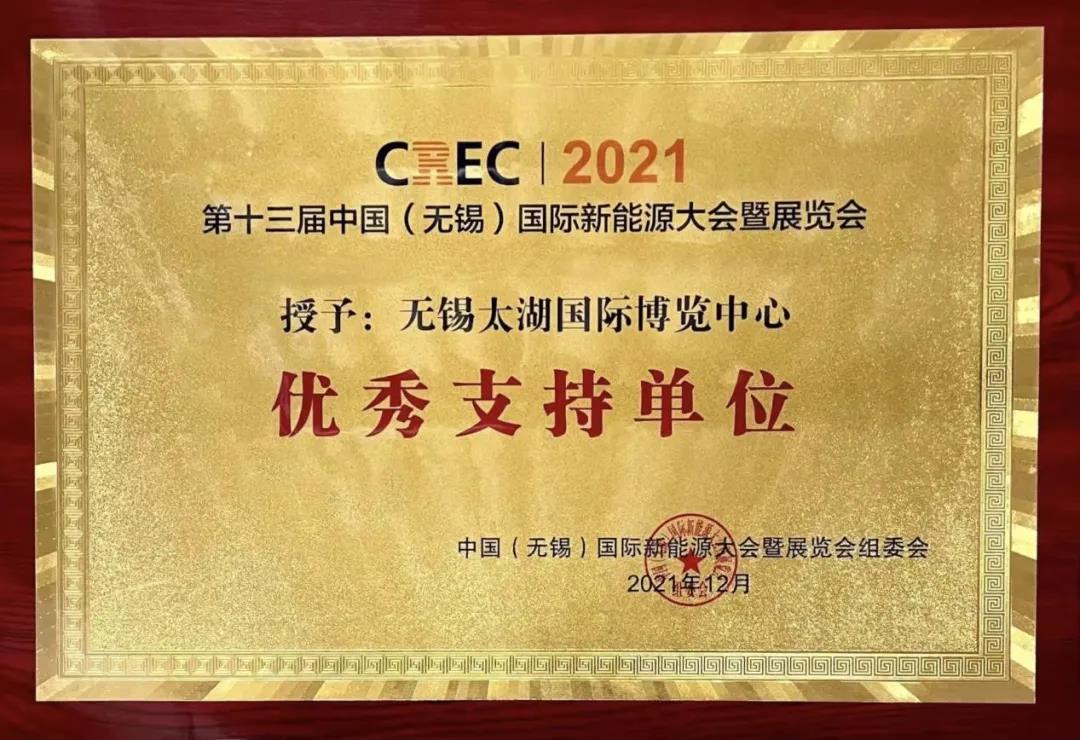 CREC | 2021
第十三届中国（无锡）国际新能源大会暨展览会
授予：无锡太湖国际博览中心
优秀支持单位
中国（无锡）国际新能源大会暨展览会组委会
2021年12月
组委会